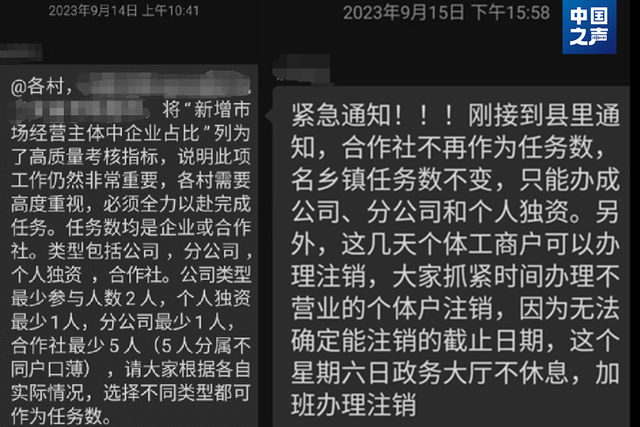 2023年9月14日 上午10:41
@各村，
将“新增市
场经营主体中企业占比”列为
了高质量考核指标，说明此项
工作仍然非常重要，各村需要
高度重视，必须全力以赴完成
任务。任务数均是企业或合作
社。类型包括公司，分公司，
个人独资，合作社。公司类型
最少参与人数2人，个人独资
最少1人，分公司最少1人，
合作社最少5人（5人分属不
同户口薄），请大家根据各自
实际情况，选择不同类型都可
作为任务数。
2023年9月15日 下午15:58
中国
之声
紧急通知！！！刚接到县里通
知，合作社不再作为任务数，
名乡镇任务数不变，只能办成
公司、分公司和个人独资。另
外，这几天个体工商户可以办
理注销，大家抓紧时间办理不
营业的个体户注销，因为无法
确定能注销的截止日期，这个
星期六日政务大厅不休息，加
班办理注销